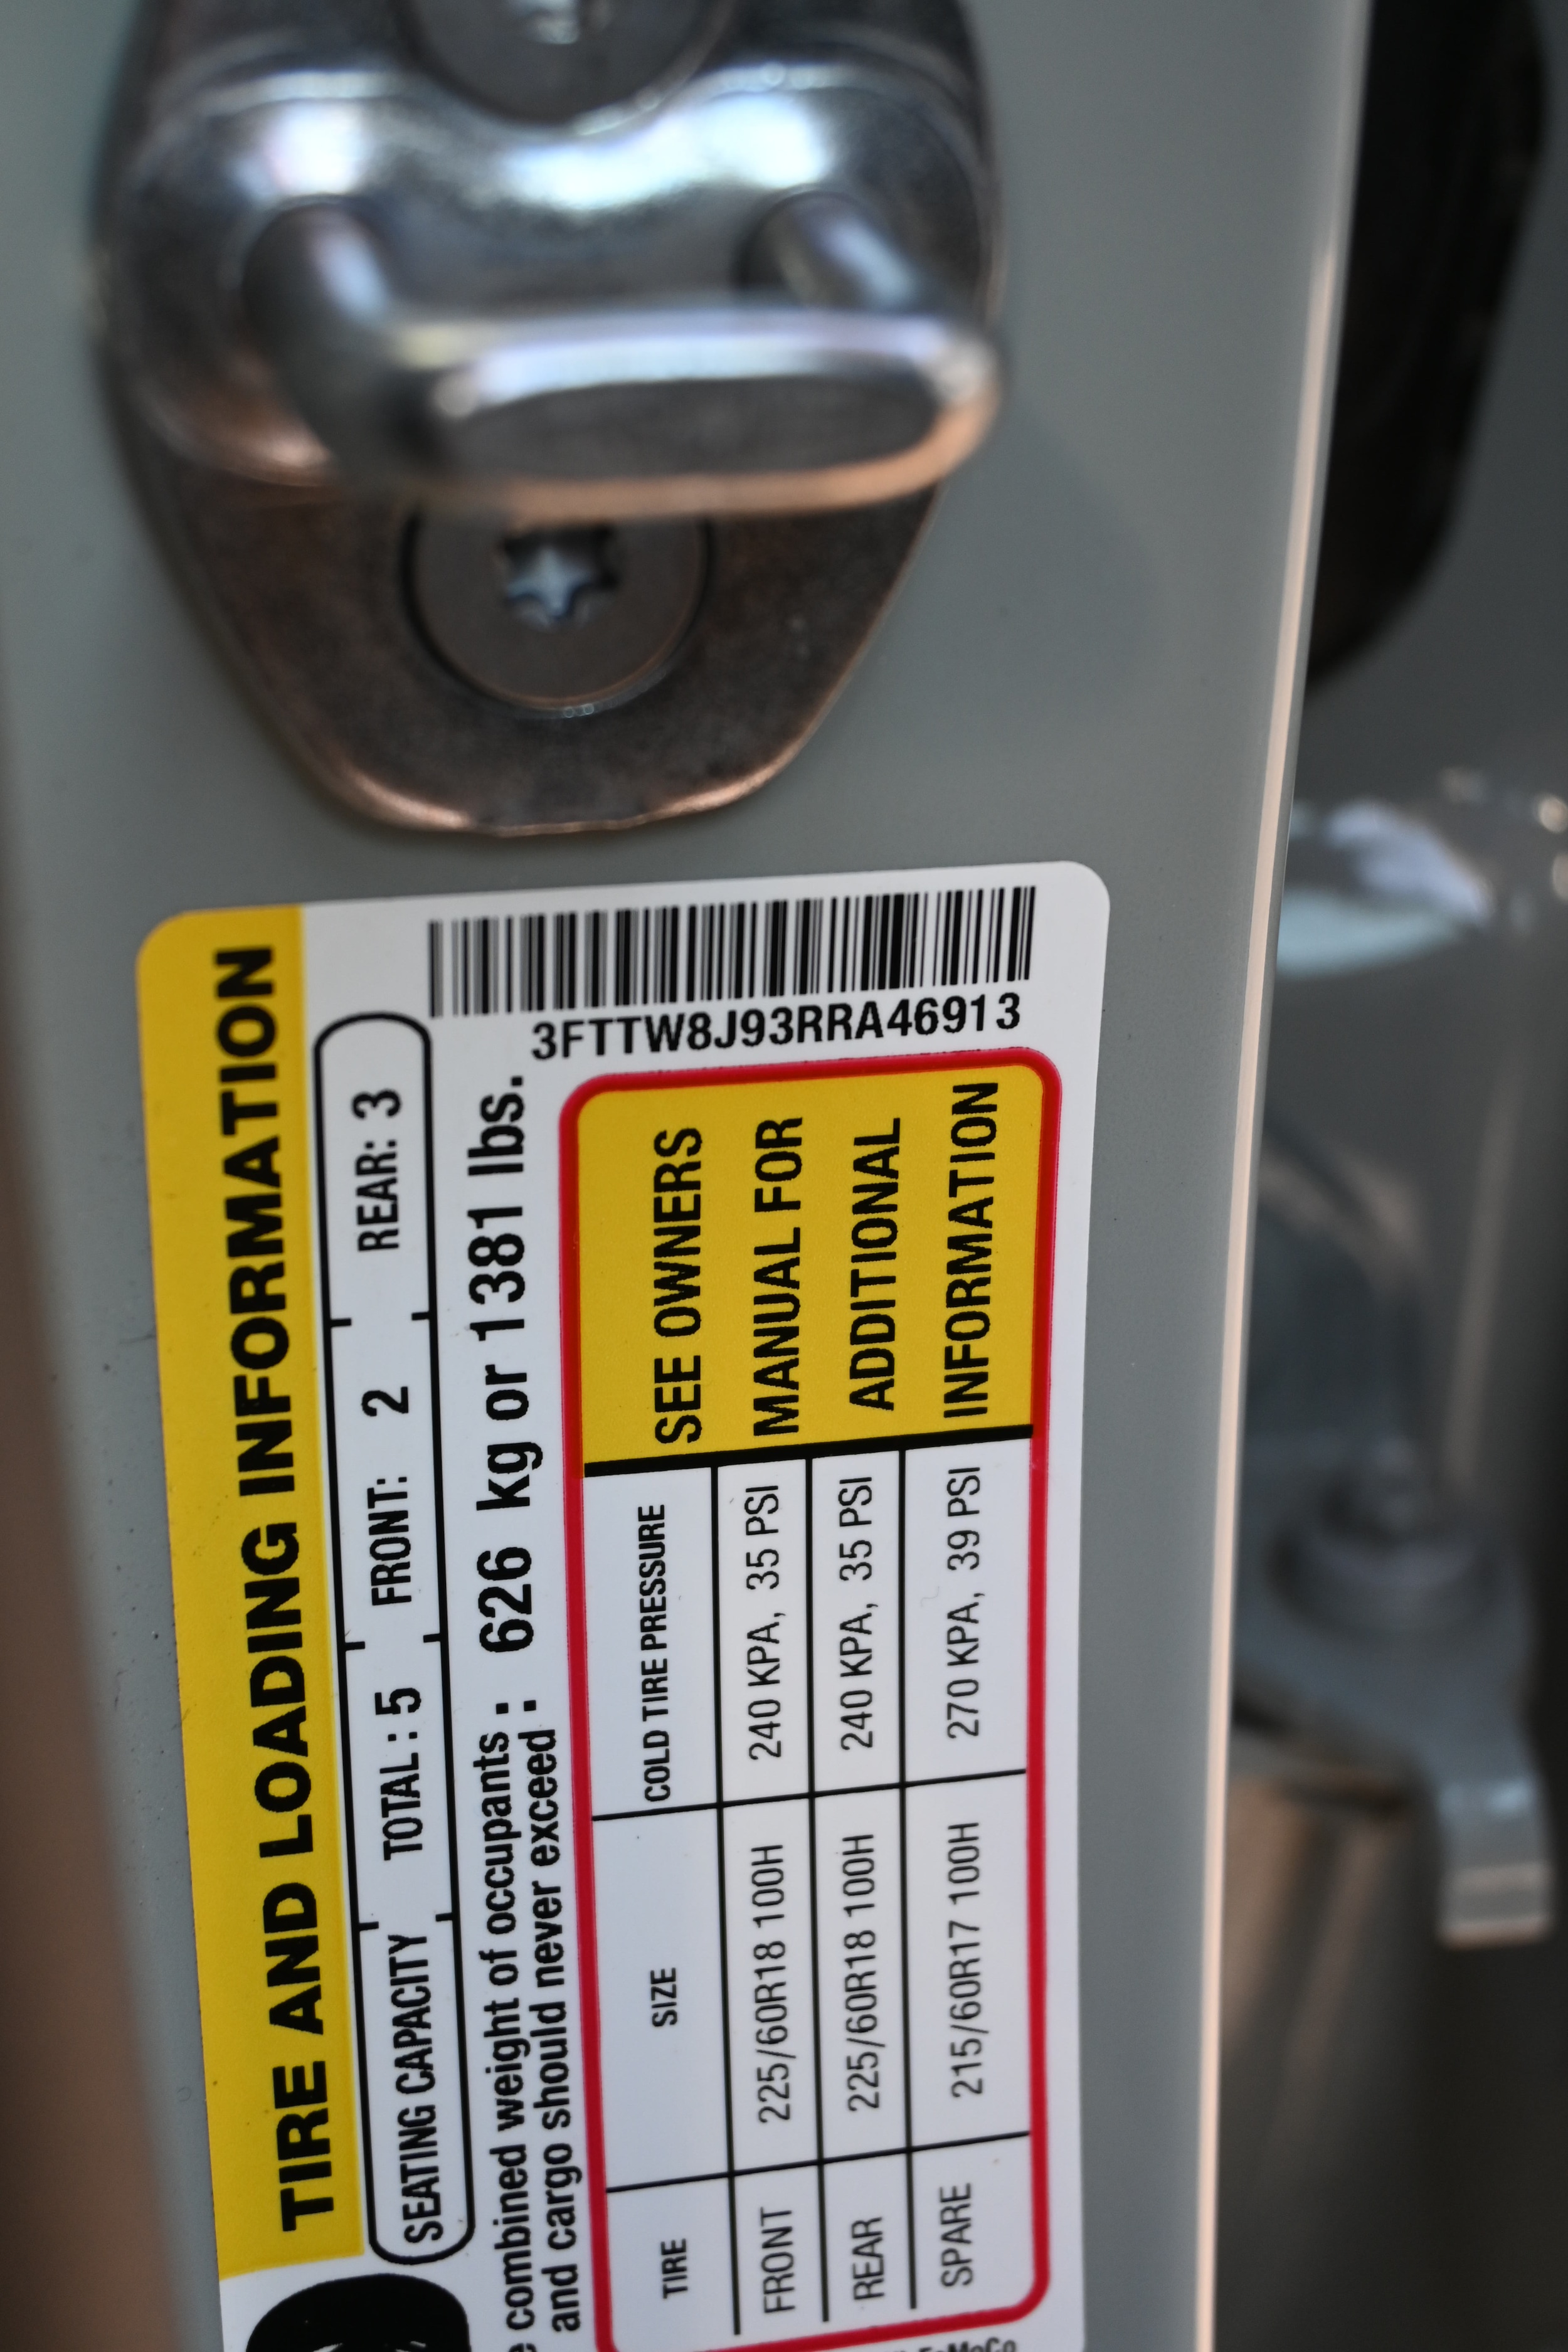 TIRE AND LOADING INFORMATION
SEATING CAPACITY TOTAL : 5 FRONT: 2 REAR: 3
combined weight of occupants :
and cargo should never exceed : 626 kg or 1381 lbs.
3FTTW8J93RRA46913
TIRE SIZE COLD TIRE PRESSURE
FRONT 225/60R18 100H 240 KPA, 35 PSI
REAR 225/60R18 100H 240 KPA, 35 PSI
SPARE 215/60R17 100H 270 KPA, 39 PSI
SEE OWNERS
MANUAL FOR
ADDITIONAL
INFORMATION